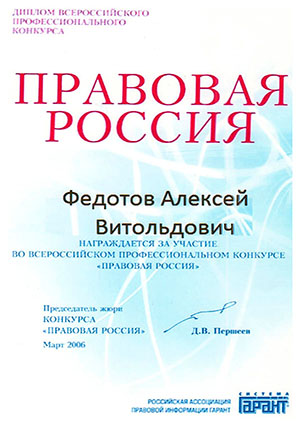 ДИПЛОМ ВСЕРОССИЙСКОГО
ПРОФЕССИОНАЛЬНОГО
КОНКУРСА
ПРАВОВАЯ
РОССИЯ
Федотов Алексей
Витольдович
НАГРАЖДАЕТСЯ ЗА УЧАСТИЕ
ВО ВСЕРОССИЙСКОМ ПРОФЕССИОНАЛЬНОМ КОНКУРСЕ
«ПРАВОВАЯ РОССИЯ»
Председатель жюри
КОНКУРСА
«ПРАВОВАЯ РОССИЯ» Д.В. Першеев
Март 2006
СИСТЕМА
ГАРАНТ
РОССИЙСКАЯ АССОЦИАЦИЯ
ПРАВОВОЙ ИНФОРМАЦИИ ГАРАНТ